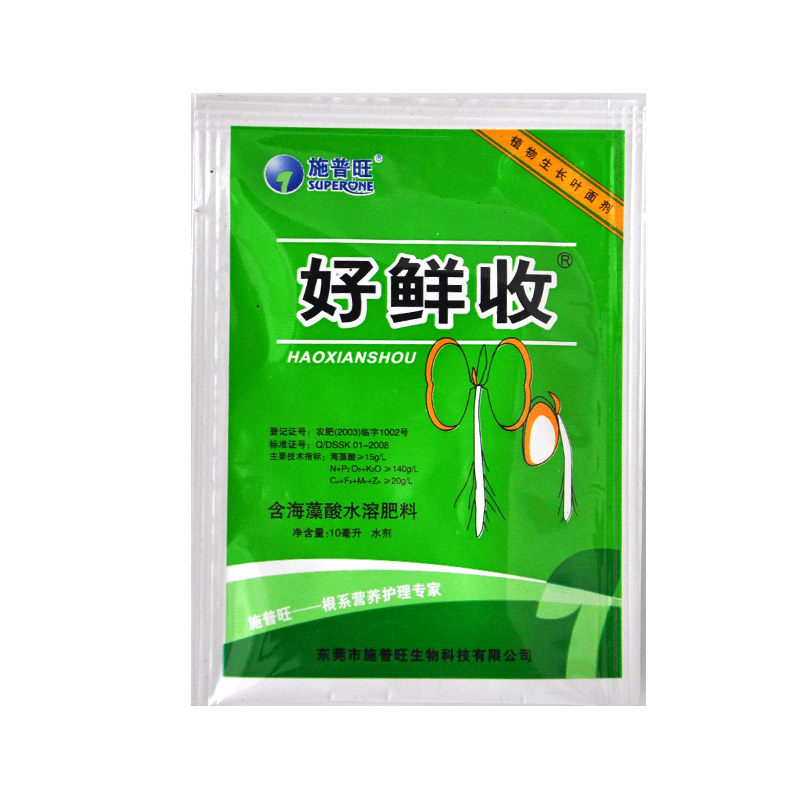 施普旺®
SUPERONE
植物生长叶面剂
好鲜收®
HAOXIANSHOU
登记证号：农肥(2003)临字1002号
标准证号：Q/DSSK 01-2008
主要技术指标：海藻酸≥15g/L
N+P₂O₅+K₂O ≥140g/L
Cu+Fe+Mn+Zn ≥20g/L
含海藻酸水溶肥料
净含量:10毫升 水剂
施普旺——根系营养护理专家
东莞市施普旺生物科技有限公司